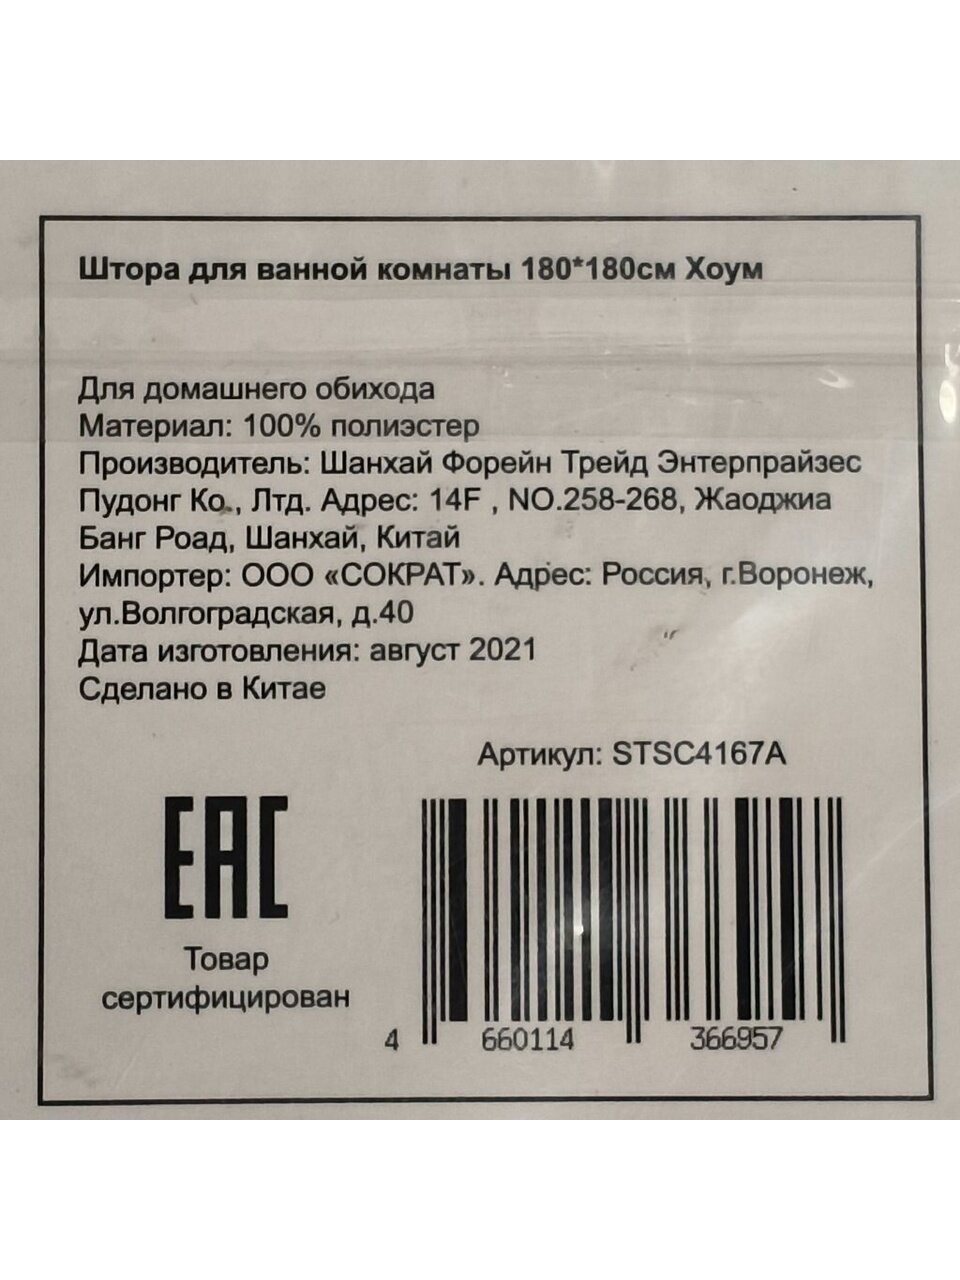 Штора для ванной комнаты 180*180см Хоум
Для домашнего обихода
Материал: 100% полиэстер
Производитель: Шанхай Форейн Трейд Энтерпрайзес
Пудонг Ко., Лтд. Адрес: 14F , NO.258-268, Жаоджиа
Банг Роад, Шанхай, Китай
Импортер: ООО «СОКРАТ». Адрес: Россия, г.Воронеж,
ул.Волгоградская, д.40
Дата изготовления: август 2021
Сделано в Китае
Артикул: STSC4167A
EAC
Товар
сертифицирован
4 660114 366957